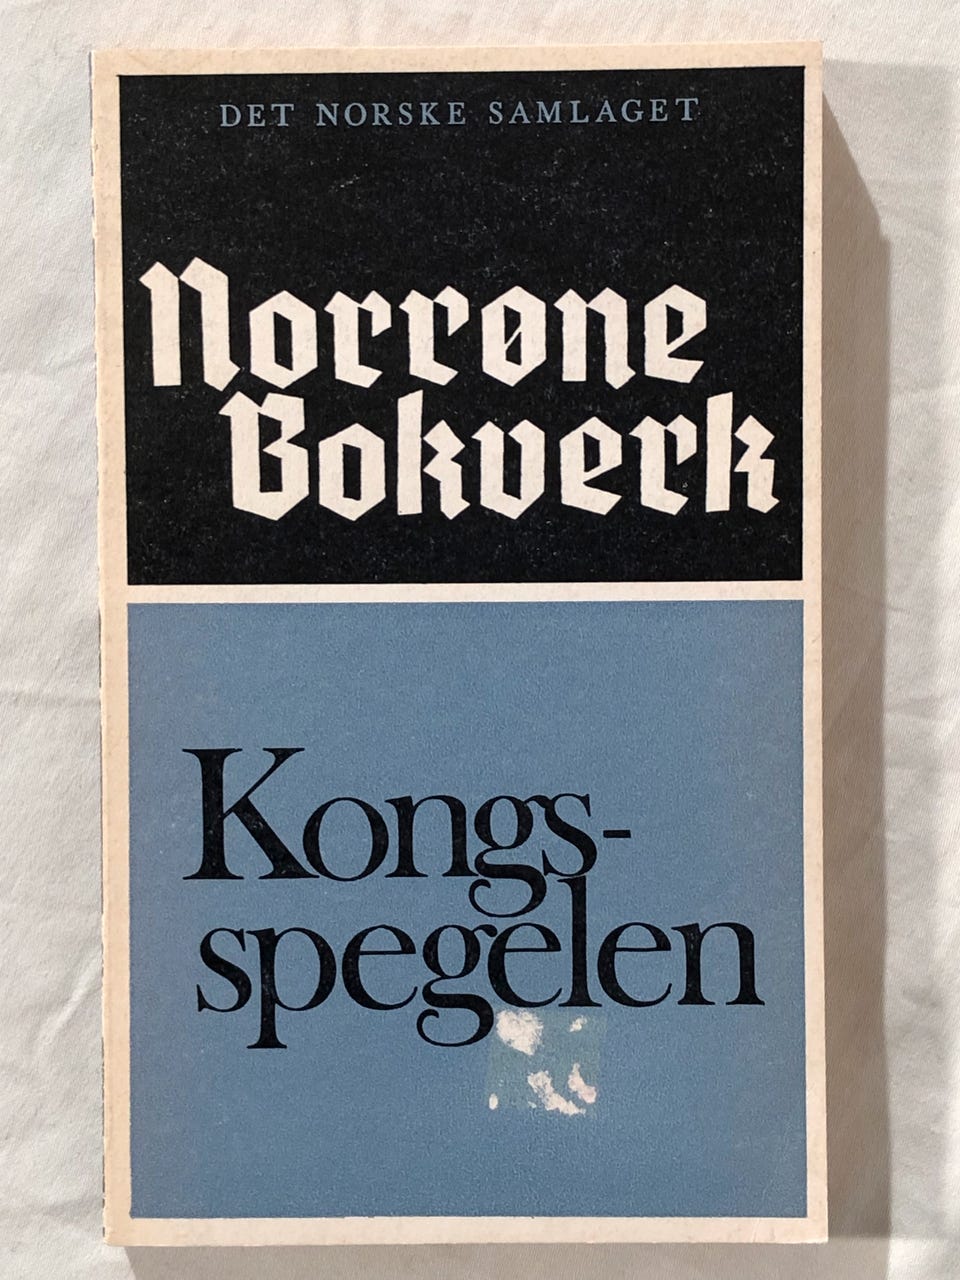 DET NORSKE SAMLAGET
Norrøne
Bokverk
Kongs-
spegelen